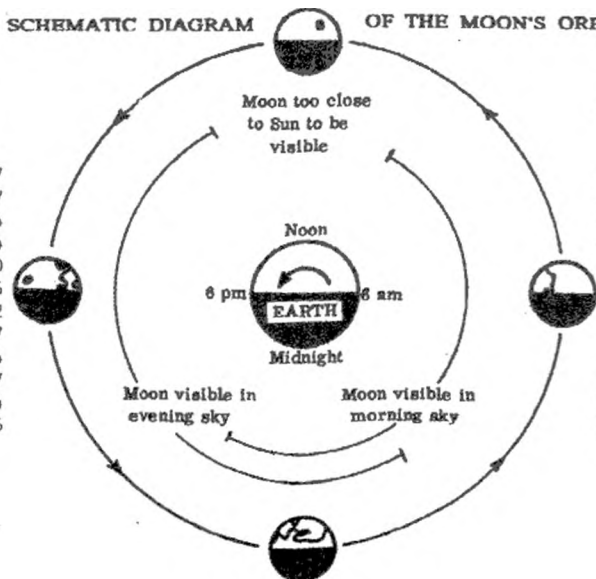 SCHEMATIC DIAGRAM OF THE MOON'S ORB
Moon too close
to Sun to be
visible
Noon
6 pm
6 am
EARTH
Midnight
Moon visible in
evening sky
Moon visible in
morning sky